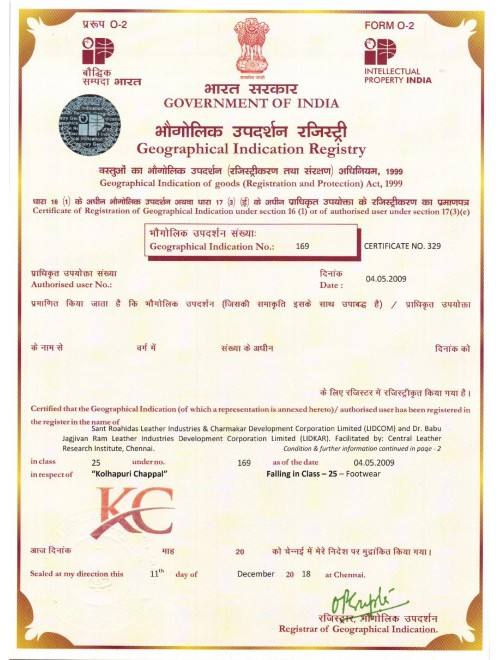 प्ररूप O-2
FORM O-2
बौद्धिक
सम्पदा भारत
INTELLECTUAL
PROPERTY INDIA
भारत सरकार
GOVERNMENT OF INDIA
भौगोलिक उपदर्शन रजिस्ट्री
Geographical Indication Registry
वस्तुओं का भौगोलिक उपदर्शन (रजिस्ट्रीकरण तथा संरक्षण) अधिनियम, 1999
Geographical Indication of goods (Registration and Protection) Act, 1999
धारा 16 (1) के अधीन भौगोलिक उपदर्शन अथवा धारा 17 (3) (ई) के अधीन प्राधिकृत उपयोक्ता के रजिस्ट्रीकरण का प्रमाणपत्र
Certificate of Registration of Geographical Indication under section 16 (1) or of authorised user under section 17(3)(e)
भौगोलिक उपदर्शन संख्याः
Geographical Indication No.: 169 CERTIFICATE NO. 329
प्राधिकृत उपयोक्ता संख्या दिनांक
Authorised user No.: Date : 04.05.2009
प्रमाणित किया जाता है कि भौगोलिक उपदर्शन (जिसकी समाकृति इसके साथ उपाबद्ध है) / प्राधिकृत उपयोक्ता
के नाम से वर्ग में संख्या के अधीन दिनांक को
के लिए रजिस्टर में रजिस्ट्रीकृत किया गया है।
Certified that the Geographical Indication (of which a representation is annexed hereto)/ authorised user has been registered in
the register in the name of
Sant Roahidas Leather Industries & Charmakar Development Corporation Limited (LIDCOM) and Dr. Babu
Jagjivan Ram Leather Industries Development Corporation Limited (LIDKAR). Facilitated by: Central Leather
Research Institute, Chennai. Condition & further information continued in page - 2
in class 25 under no. 169 as of the date 04.05.2009
in respect of "Kolhapuri Chappal" Falling in Class – 25 – Footwear
KC
आज दिनांक माह 20 को चेन्नई में मेरे निदेश पर मुद्रांकित किया गया।
Sealed at my direction this 11th day of December 20 18 at Chennai.
रजिस्ट्रार, भौगोलिक उपदर्शन
Registrar of Geographical Indication.